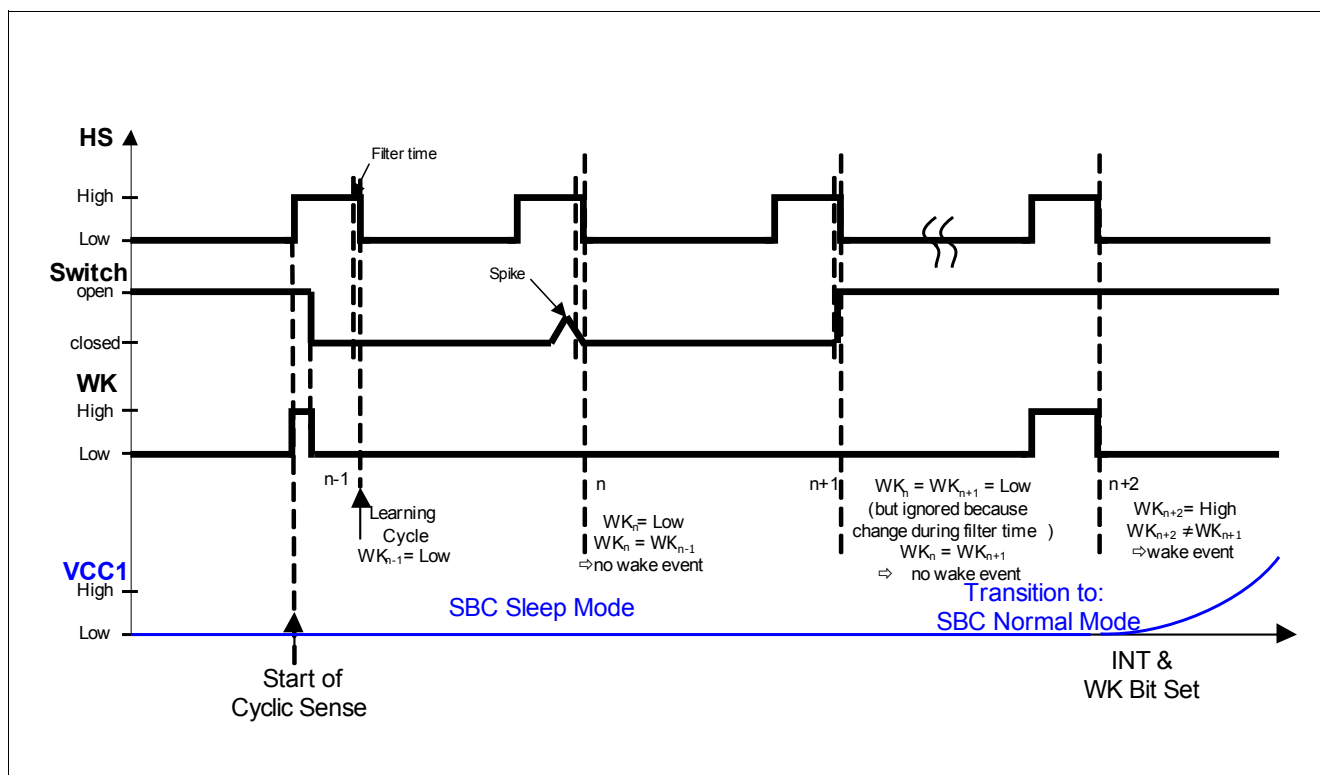 HS
Filter time
High
Low
Switch
open
Spike
closed
WK
High
Low
n-1
n
n+1
n+2
Learning
Cycle
WKn-1= Low
WKn= Low
WKn = WKn-1
⇨no wake event
WKn = WKn+1 = Low
(but ignored because
change during filter time )
WKn = WKn+1
⇨ no wake event
WKn+2= High
WKn+2 ≠WKn+1
⇨wake event
VCC1
High
Low
SBC Sleep Mode
Transition to:
SBC Normal Mode
Start of
Cyclic Sense
INT &
WK Bit Set